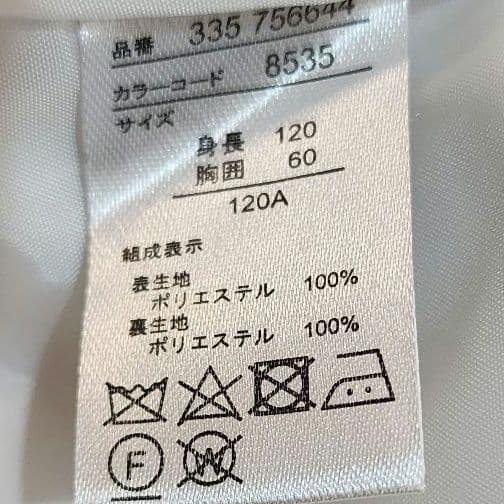 品番 335 756644
カラーコード 8535
サイズ
身長 120
胸囲 60
120A
組成表示
表生地
ポリエステル 100%
裏生地
ポリエステル 100%
F W